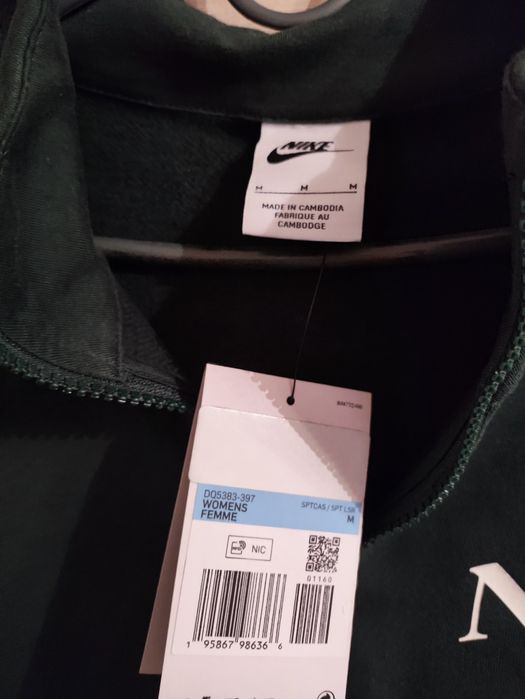 NIKE
M M M
MADE IN CAMBODIA
FABRIQUE AU
CAMBODGE
DQ5383-397
WOMENS
FEMME
SPTCAS / SPT LSR
M
NIC
01160
1 95867 98636 6
N